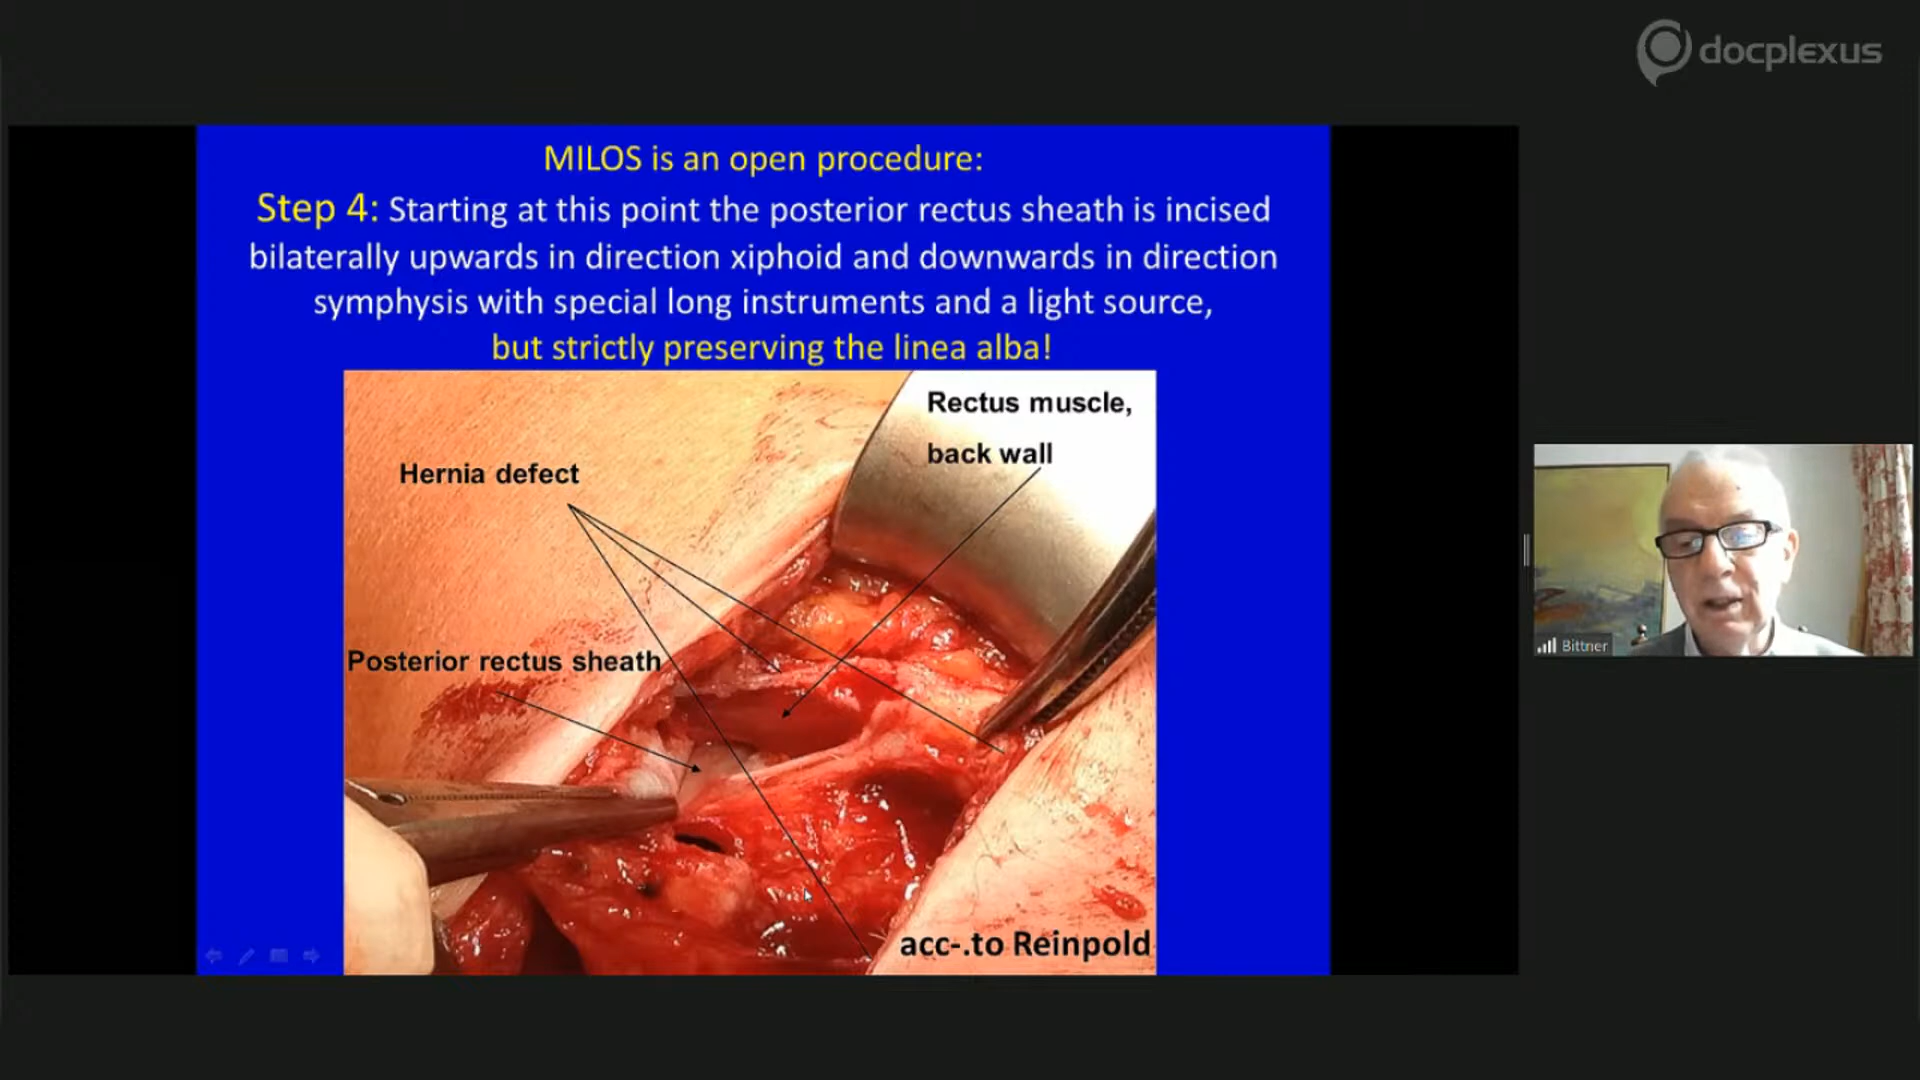 docplexus
MILOS is an open procedure:
Step 4: Starting at this point the posterior rectus sheath is incised
bilaterally upwards in direction xiphoid and downwards in direction
symphysis with special long instruments and a light source,
but strictly preserving the linea alba!
Rectus muscle,
back wall
Hernia defect
Posterior rectus sheath
acc-.to Reinpold
Bittner